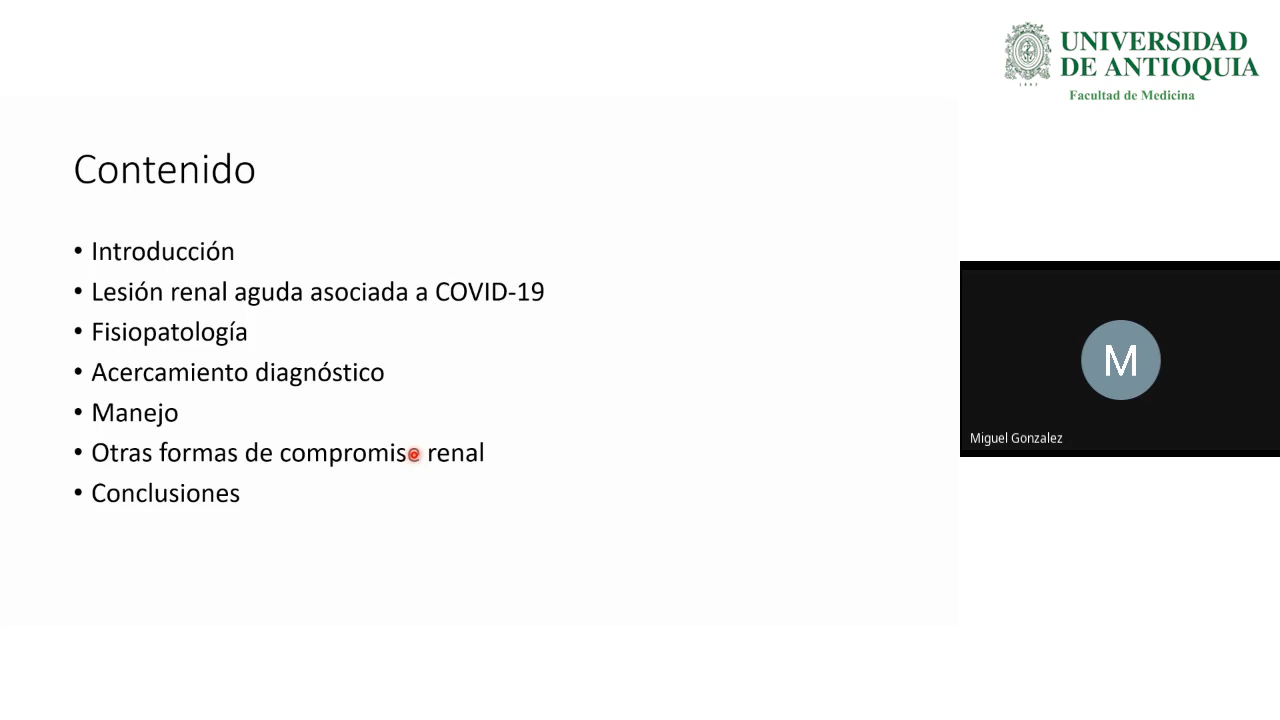 UNIVERSIDAD
DE ANTIOQUIA
1803
Facultad de Medicina
Contenido
• Introducción
• Lesión renal aguda asociada a COVID-19
• Fisiopatología
• Acercamiento diagnóstico
• Manejo
• Otras formas de compromiso renal
• Conclusiones
M
Miguel Gonzalez